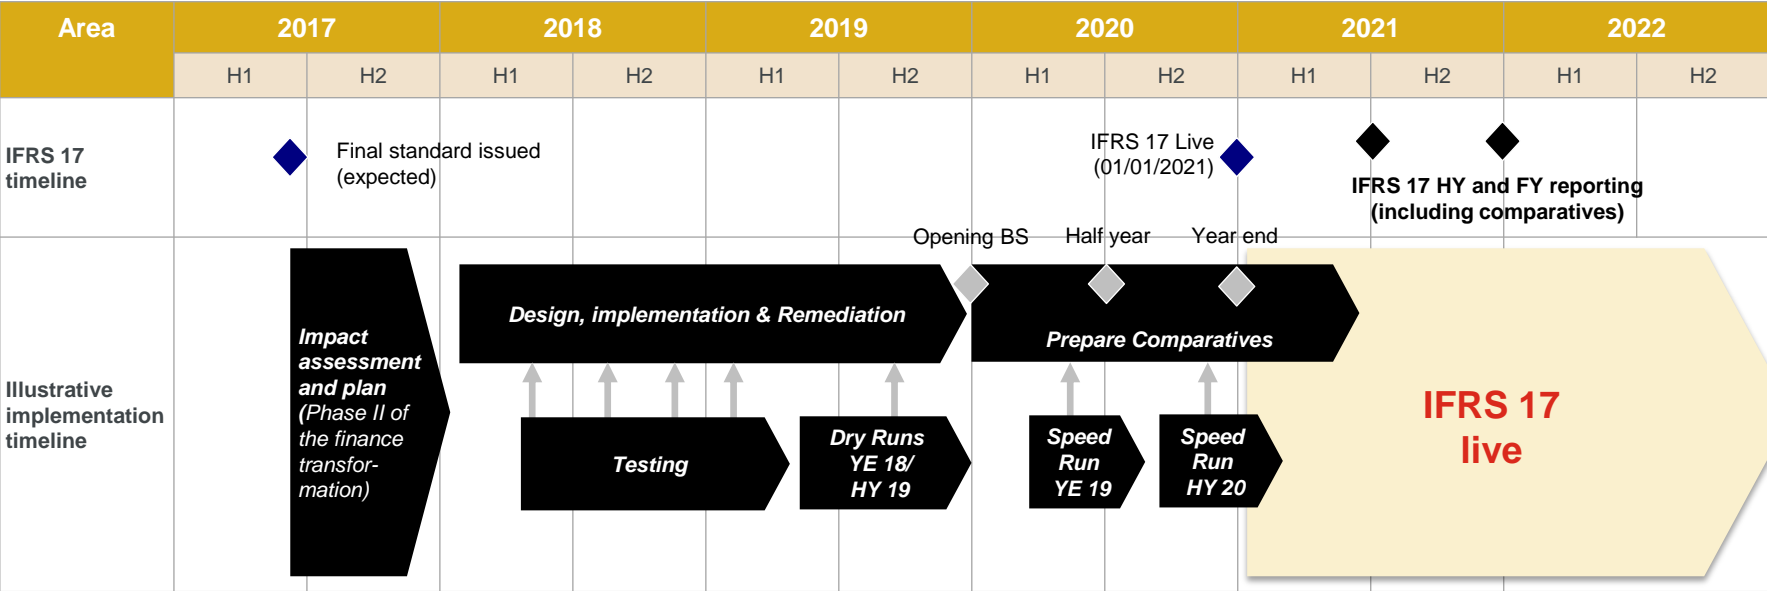 Area
2017
2018
2019
2020
2021
2022
H1
H2
H1
H2
H1
H2
H1
H2
H1
H2
H1
H2
IFRS 17
timeline
Final standard issued
(expected)
IFRS 17 Live
(01/01/2021)
IFRS 17 HY and FY reporting
(including comparatives)
Illustrative
implementation
timeline
Opening BS
Half year
Year end
Impact
assessment
and plan
(Phase II of
the finance
transfor-
mation)
Design, implementation & Remediation
Prepare Comparatives
Testing
Dry Runs
YE 18/
HY 19
Speed
Run
YE 19
Speed
Run
HY 20
IFRS 17
live